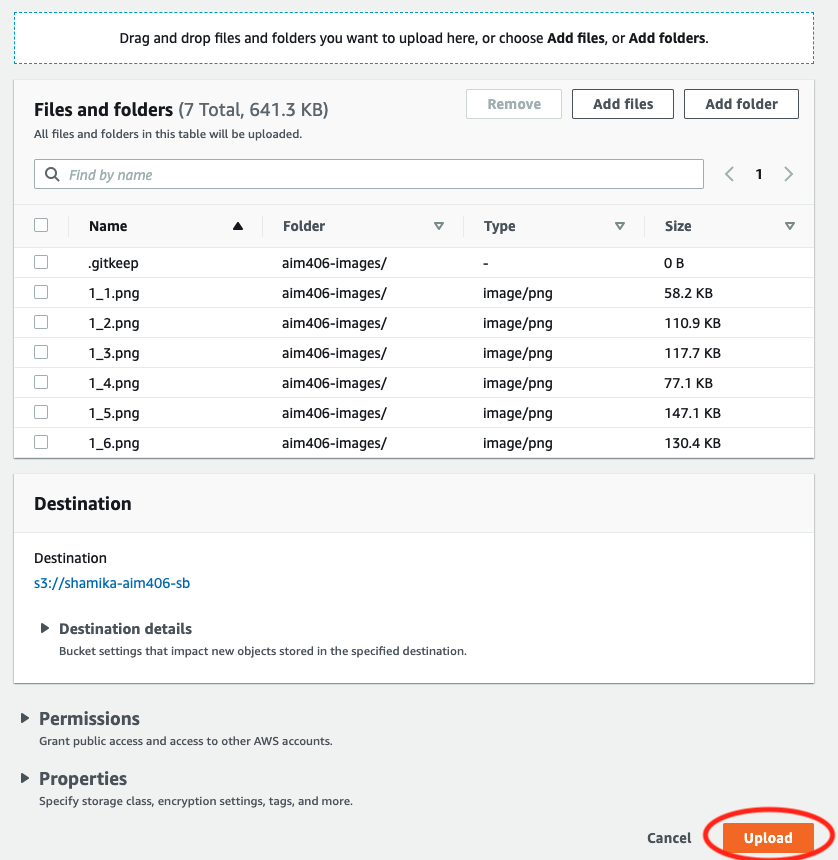 Drag and drop files and folders you want to upload here, or choose Add files, or Add folders.
Files and folders (7 Total, 641.3 KB)
Remove
Add files
Add folder
All files and folders in this table will be uploaded.
Find by name
1
Name Folder Type Size
.gitkeep aim406-images/ - 0 B
1_1.png aim406-images/ image/png 58.2 KB
1_2.png aim406-images/ image/png 110.9 KB
1_3.png aim406-images/ image/png 117.7 KB
1_4.png aim406-images/ image/png 77.1 KB
1_5.png aim406-images/ image/png 147.1 KB
1_6.png aim406-images/ image/png 130.4 KB
Destination
Destination
s3://shamika-aim406-sb
Destination details
Bucket settings that impact new objects stored in the specified destination.
Permissions
Grant public access and access to other AWS accounts.
Properties
Specify storage class, encryption settings, tags, and more.
Cancel
Upload